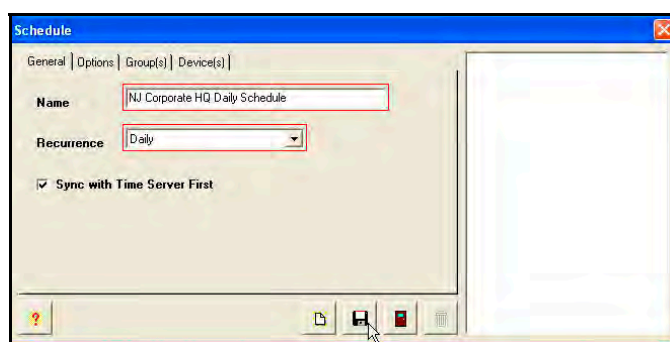 Schedule
General | Options | Group(s) | Device(s) |
Name NJ Corporate HQ Daily Schedule
Recurrence Daily
Sync with Time Server First
?